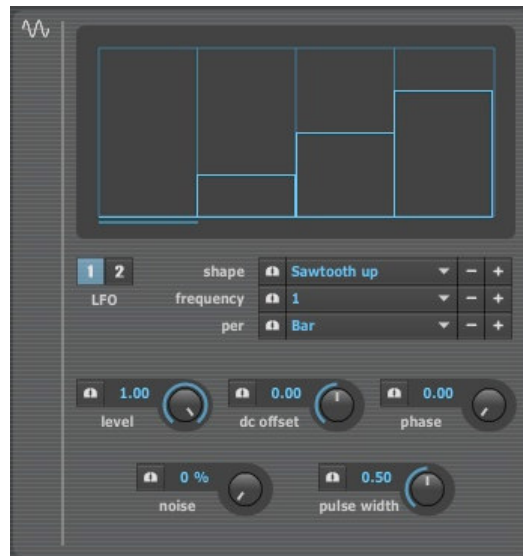 1 2
LFO
shape Sawtooth up − +
frequency 1 − +
per Bar − +
1.00 0.00 0.00
level dc offset phase
0 % 0.50
noise pulse width